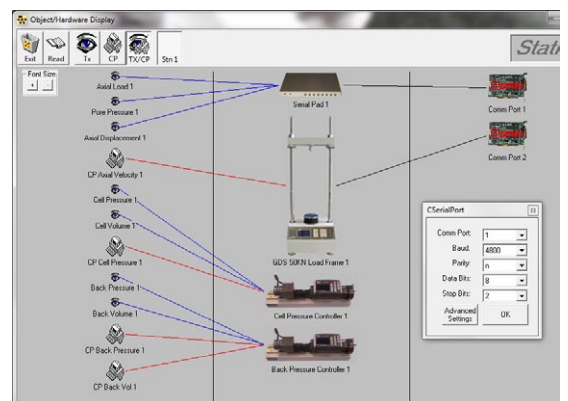 Object/Hardware Display
Exit
Read
Tx
CP
TX/CP
Stn 1
Font Size
+
-
Axial Load 1
Pore Pressure 1
Axial Displacement 1
CP Axial Velocity 1
Cell Pressure 1
Cell Volume 1
CP Cell Pressure 1
Back Pressure 1
Back Volume 1
CP Back Pressure 1
CP Back Vol 1
Serial Pad 1
GDS 50KN Load Frame 1
Cell Pressure Controller 1
Back Pressure Controller 1
Comm Port 1
Comm Port 2
CSerialPort
Comm Port: 1
Baud: 4800
Parity: n
Data Bits: 8
Stop Bits: 2
Advanced
Settings
OK